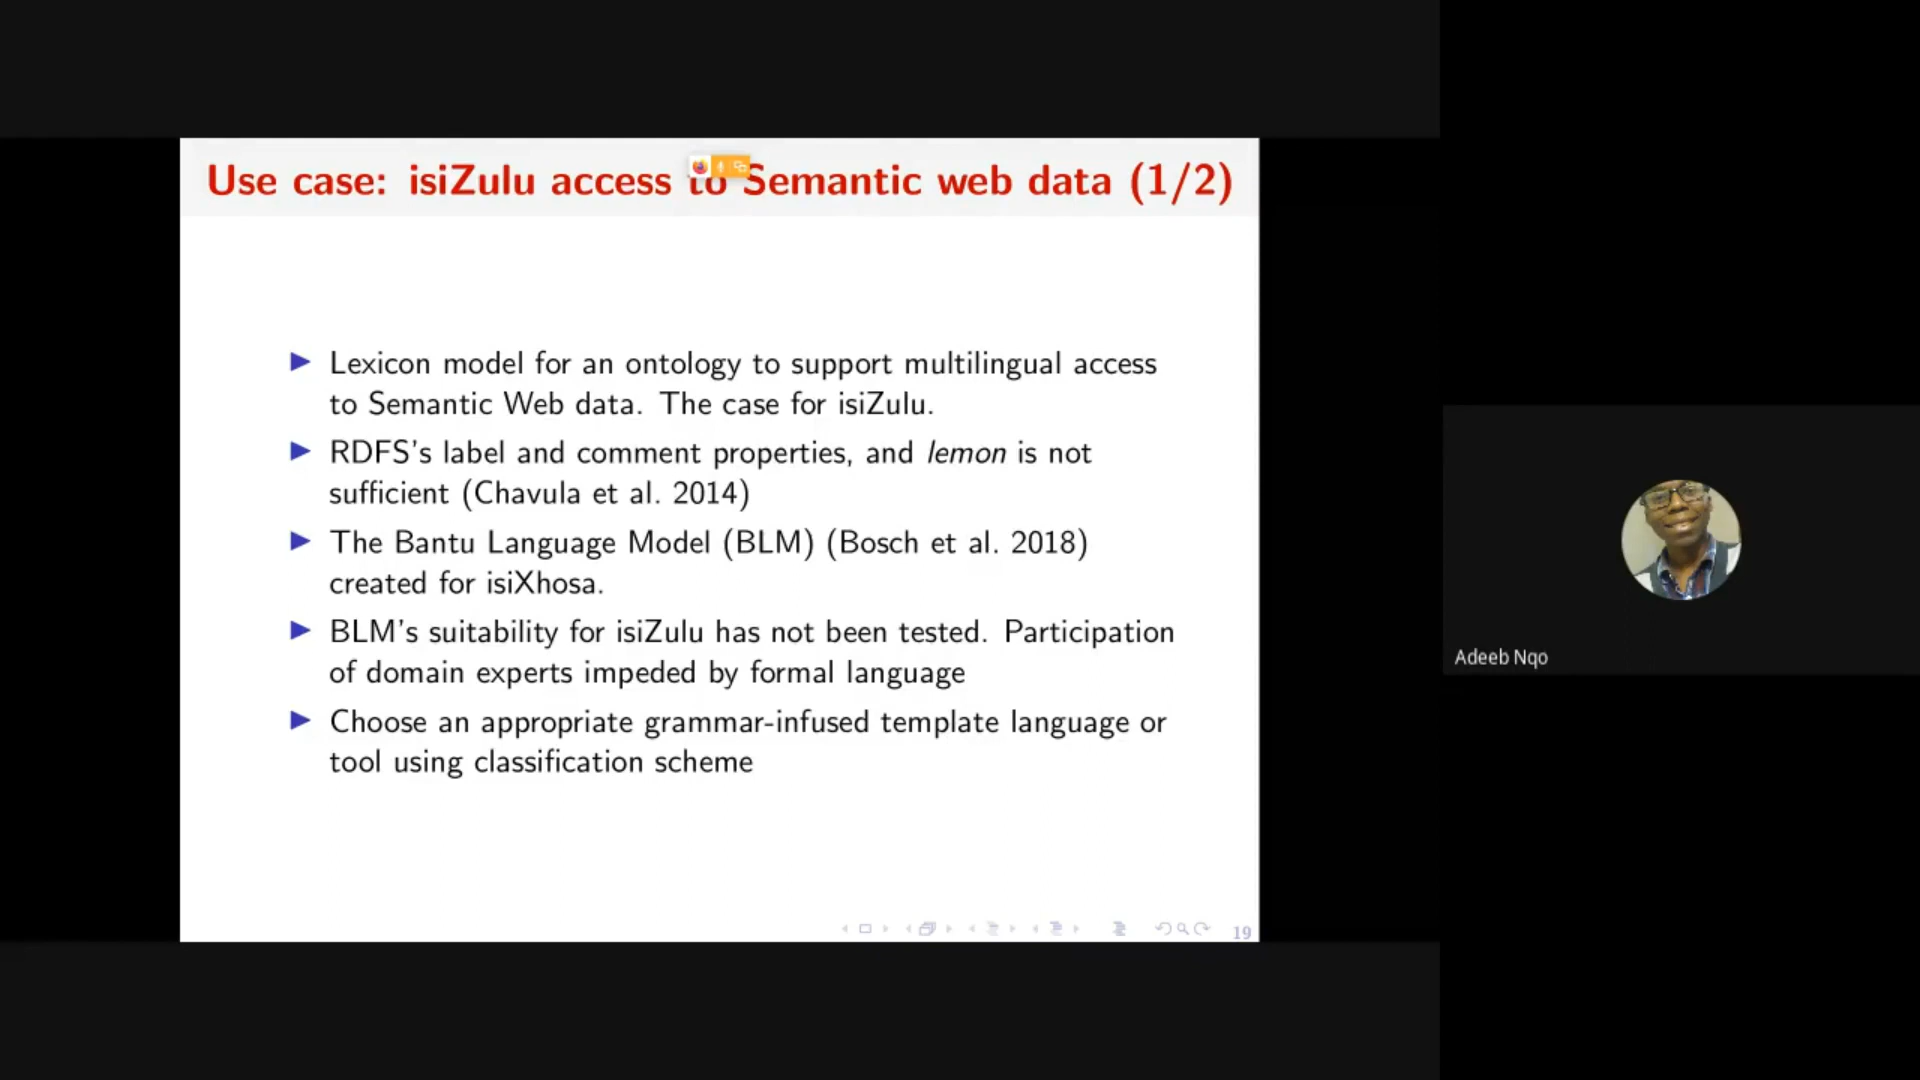 Use case: isiZulu access to Semantic web data (1/2)
▶ Lexicon model for an ontology to support multilingual access
to Semantic Web data. The case for isiZulu.
▶ RDFS's label and comment properties, and lemon is not
sufficient (Chavula et al. 2014)
▶ The Bantu Language Model (BLM) (Bosch et al. 2018)
created for isiXhosa.
▶ BLM's suitability for isiZulu has not been tested. Participation
of domain experts impeded by formal language
▶ Choose an appropriate grammar-infused template language or
tool using classification scheme
19
Adeeb Nqo